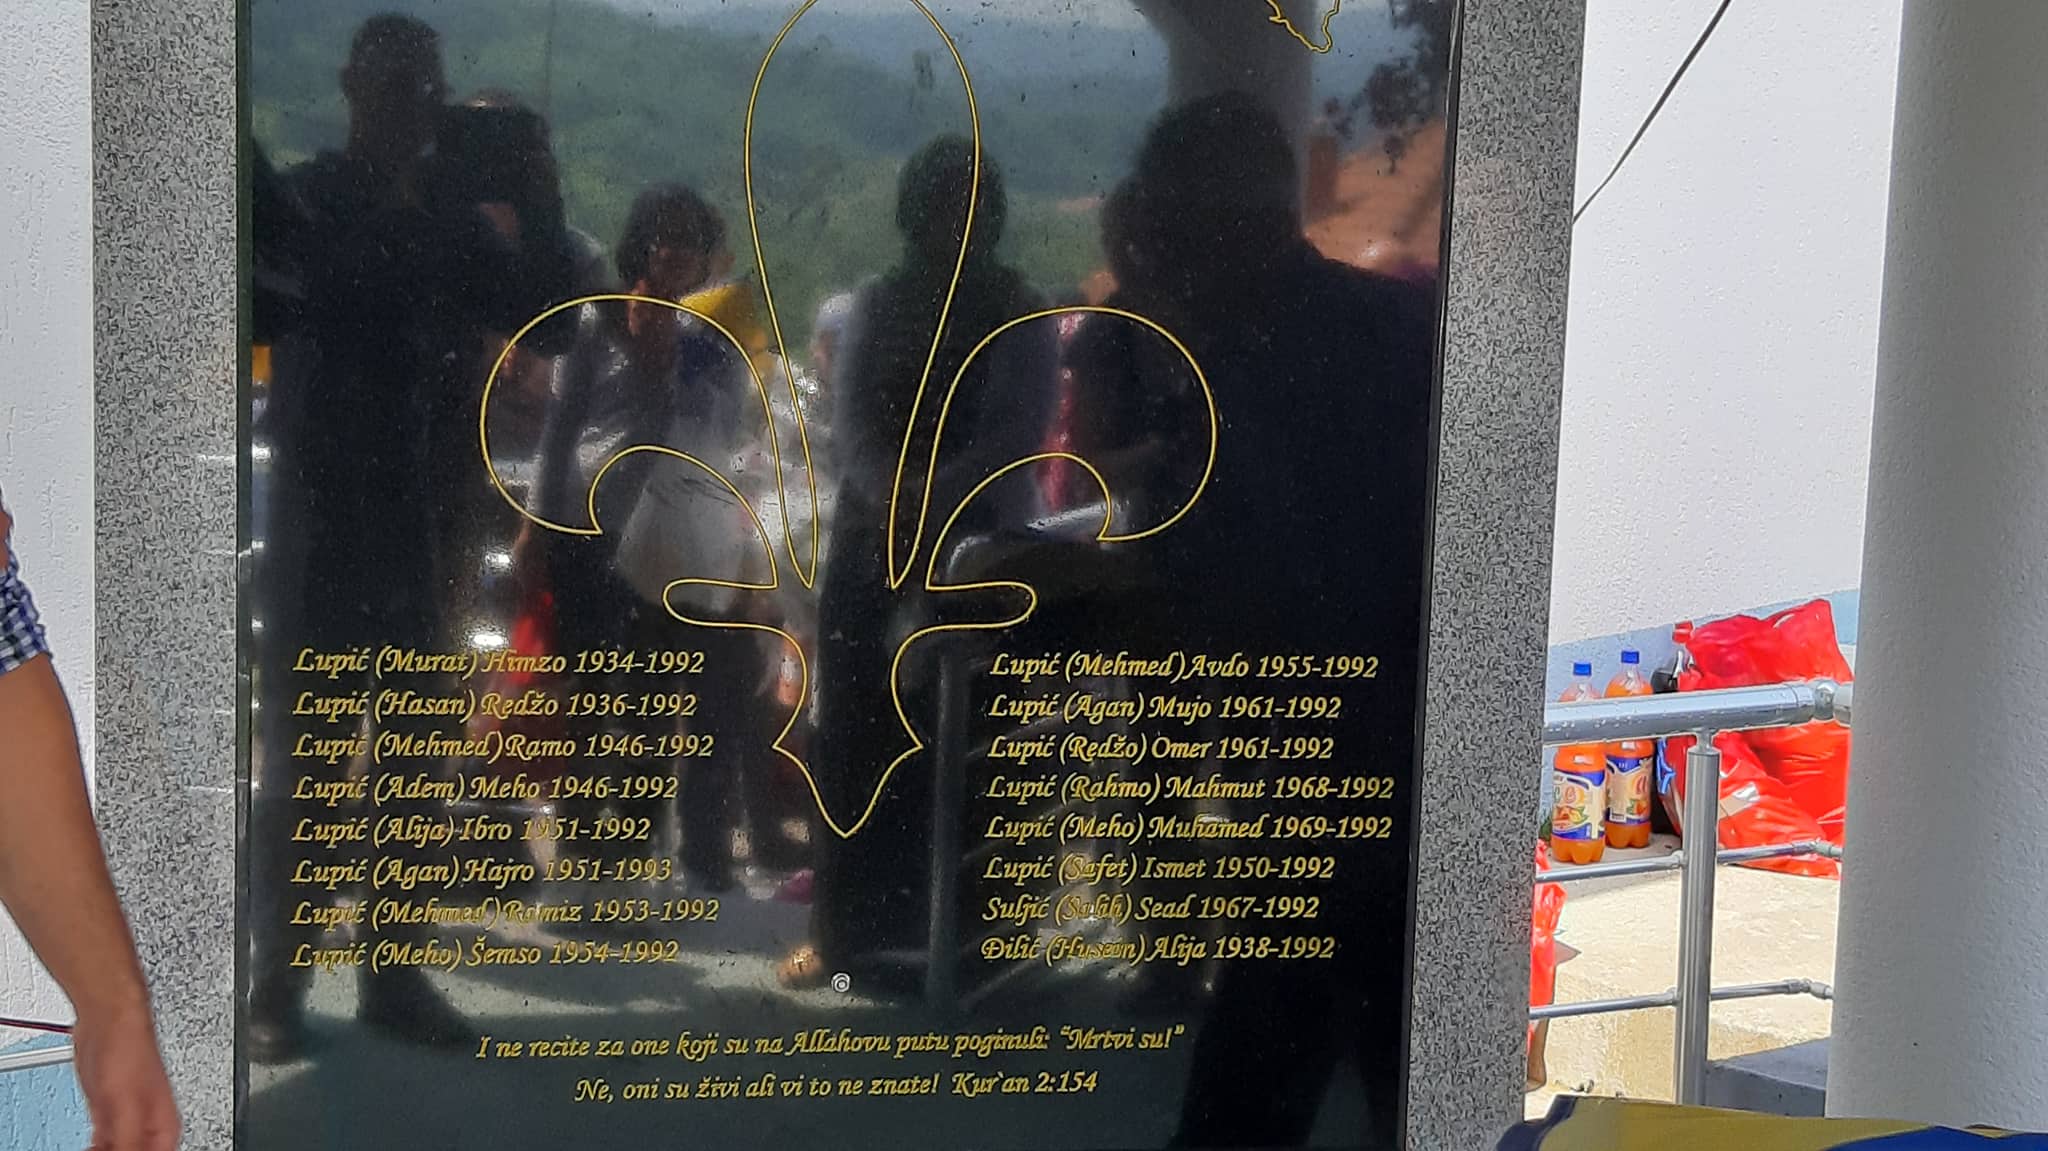 Lupić (Murat) Himzo 1934-1992
Lupić (Hasan) Redžo 1936-1992
Lupić (Mehmed) Ramo 1946-1992
Lupić (Adem) Meho 1946-1992
Lupić (Alija) Ibro 1951-1992
Lupić (Agan) Hajro 1951-1993
Lupić (Mehmed) Ramiz 1953-1992
Lupić (Meho) Šemso 1954-1992
Lupić (Mehmed) Avdo 1955-1992
Lupić (Agan) Mujo 1961-1992
Lupić (Redžo) Omer 1961-1992
Lupić (Rahmo) Mahmut 1968-1992
Lupić (Meho) Muhamed 1969-1992
Lupić (Safet) Ismet 1950-1992
Suljić (Salih) Sead 1967-1992
Đilić (Husein) Alija 1938-1992
I ne recite za one koji su na Allahovu putu poginuli: “Mrtvi su!”
Ne, oni su živi ali vi to ne znate! Kur`an 2:154